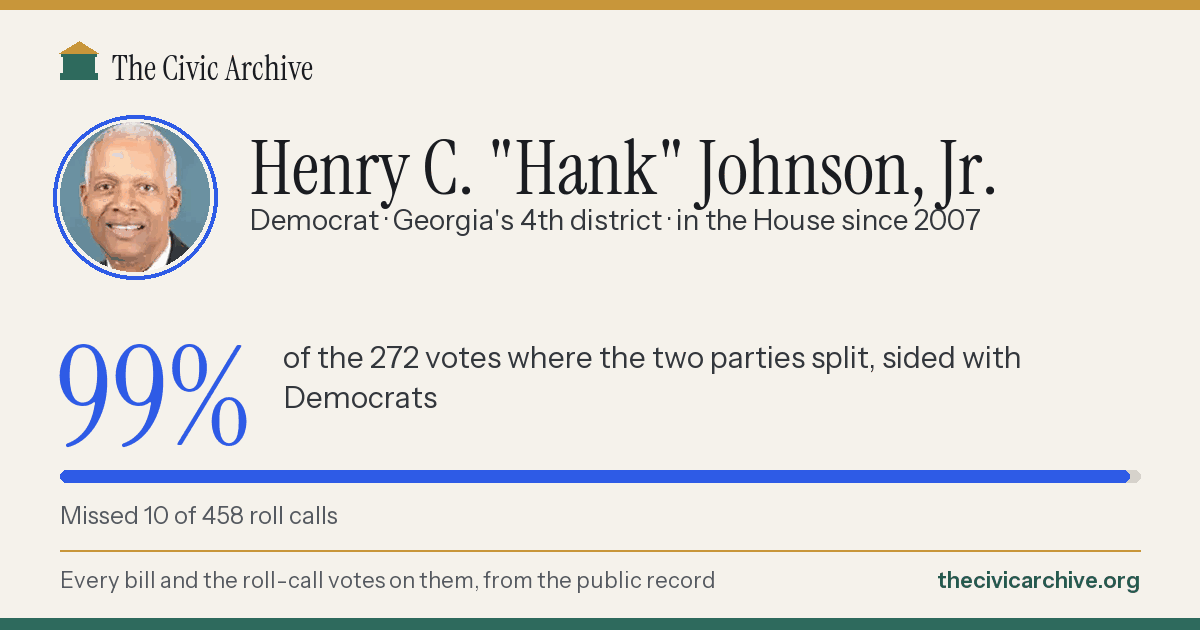 The Civic Archive
Henry C. "Hank" Johnson, Jr.
Democrat · Georgia's 4th district · in the House since 2007
99%
of the 272 votes where the two parties split, sided with
Democrats
Missed 10 of 458 roll calls
Every bill and the roll-call votes on them, from the public record
thecivicarchive.org